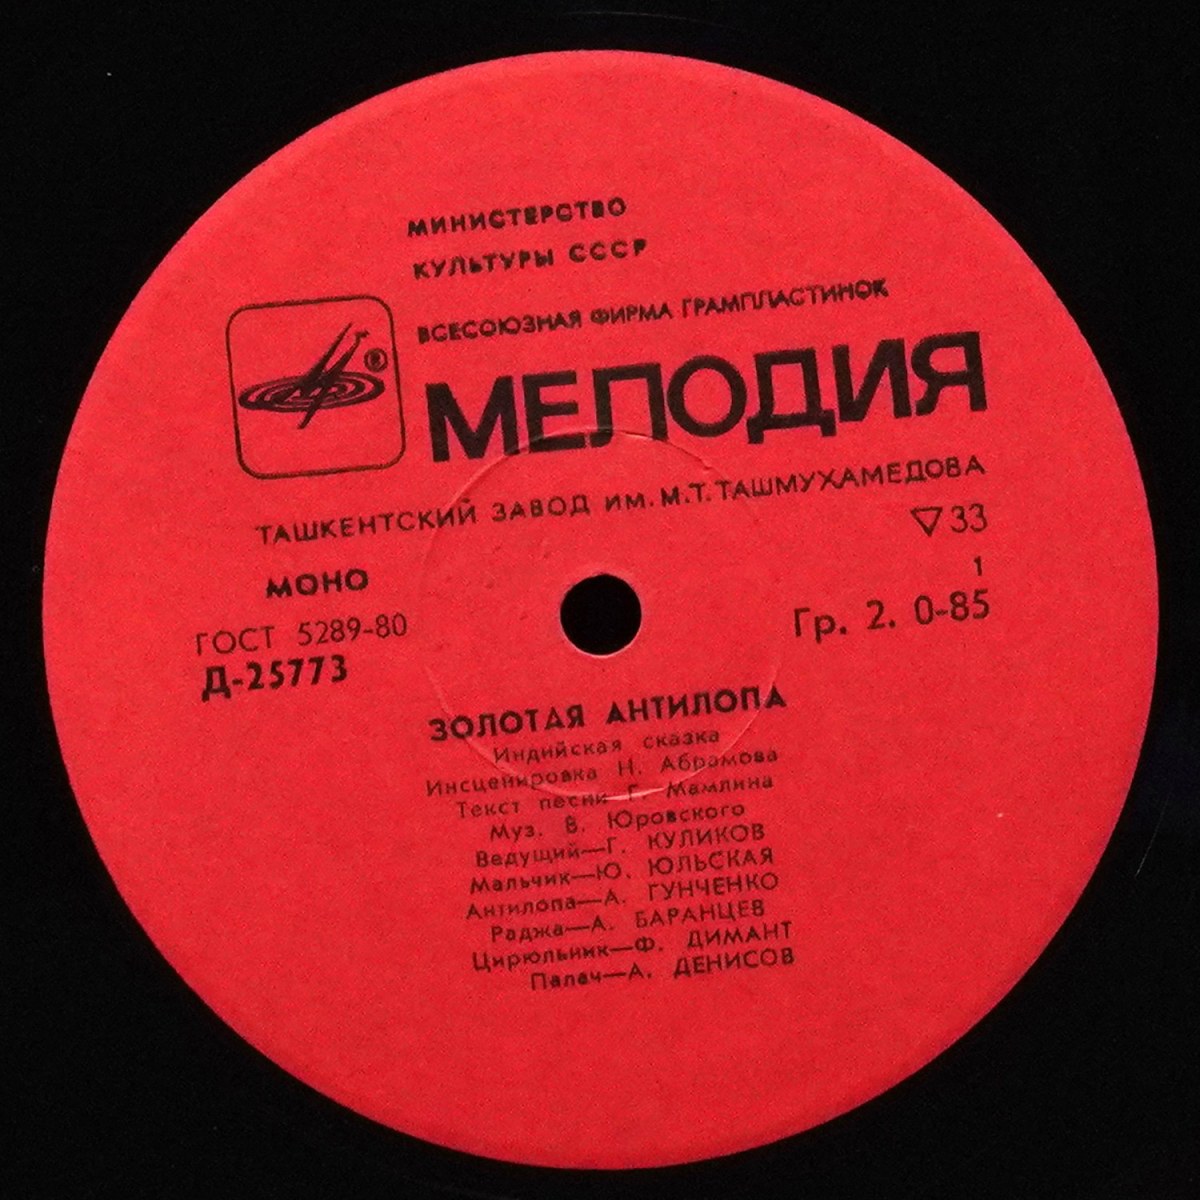 МИНИСТЕРСТВО
КУЛЬТУРЫ СССР
ВСЕСОЮЗНАЯ ФИРМА ГРАМПЛАСТИНОК
®
МЕЛОДИЯ
ТАШКЕНТСКИЙ ЗАВОД ИМ. М.Т. ТАШМУХАМЕДОВА
▽33
МОНО
1
ГОСТ 5289-80
Гр. 2. 0-85
Д-25773
ЗОЛОТАЯ АНТИЛОПА
Индийская сказка
Инсценировка Н. Абрамова
Текст песни Г. Мамлина
Муз. В. Юровского
Ведущий—Г. КУЛИКОВ
Мальчик—Ю. ЮЛЬСКАЯ
Антилопа—А. ГУНЧЕНКО
Раджа—А. БАРАНЦЕВ
Цирюльник—Ф. ДИМАНТ
Палач—А. ДЕНИСОВ